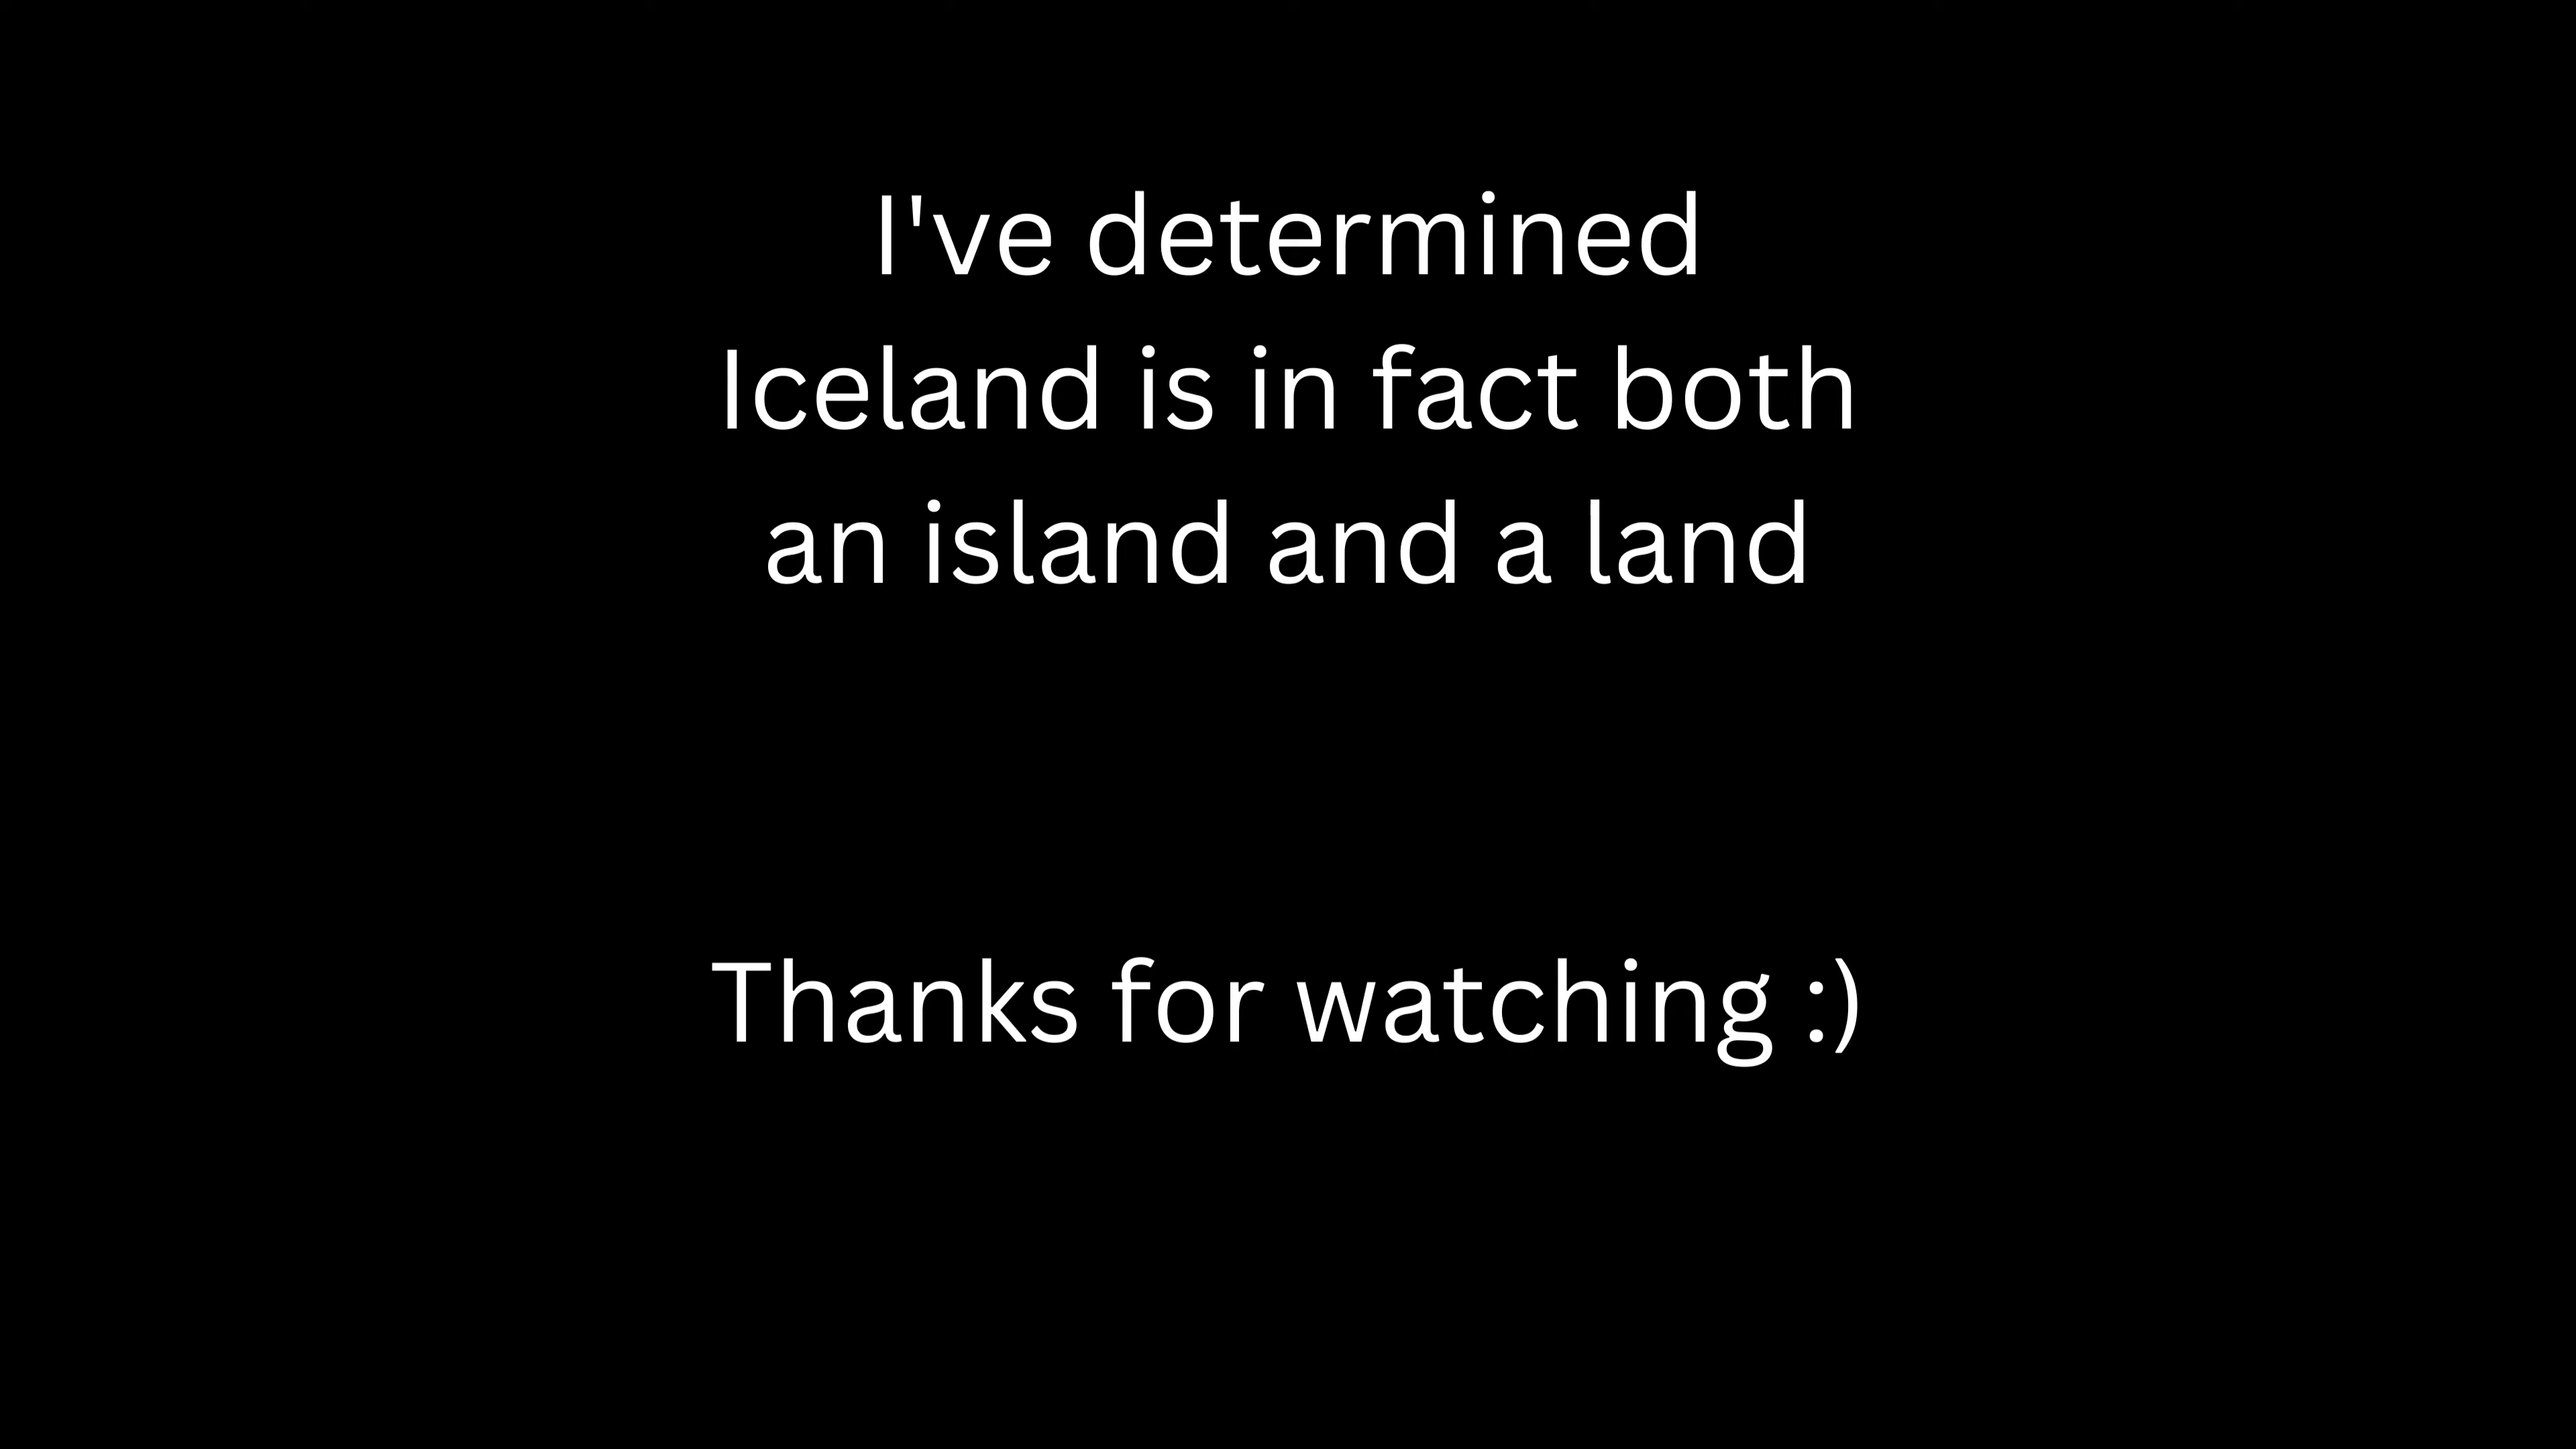 I've determined
Iceland is in fact both
an island and a land
Thanks for watching :)